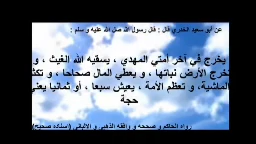 عن أبو سعيد الخدري قال : قال رسول الله صلى الله عليه وسلم :
يخرج في آخر أمتي المهدي ، يسقيه الله الغيث ، و
تخرج الأرض نباتها ، و يعطي المال صحاحا ، و تكثر
الماشية، و تعظم الأمة ، يعيش سبعا ، أو ثمانيا يعني
حجة
رواه الحاكم و صححه و وافقه الذهبي و الألباني (اسناده صحيح)